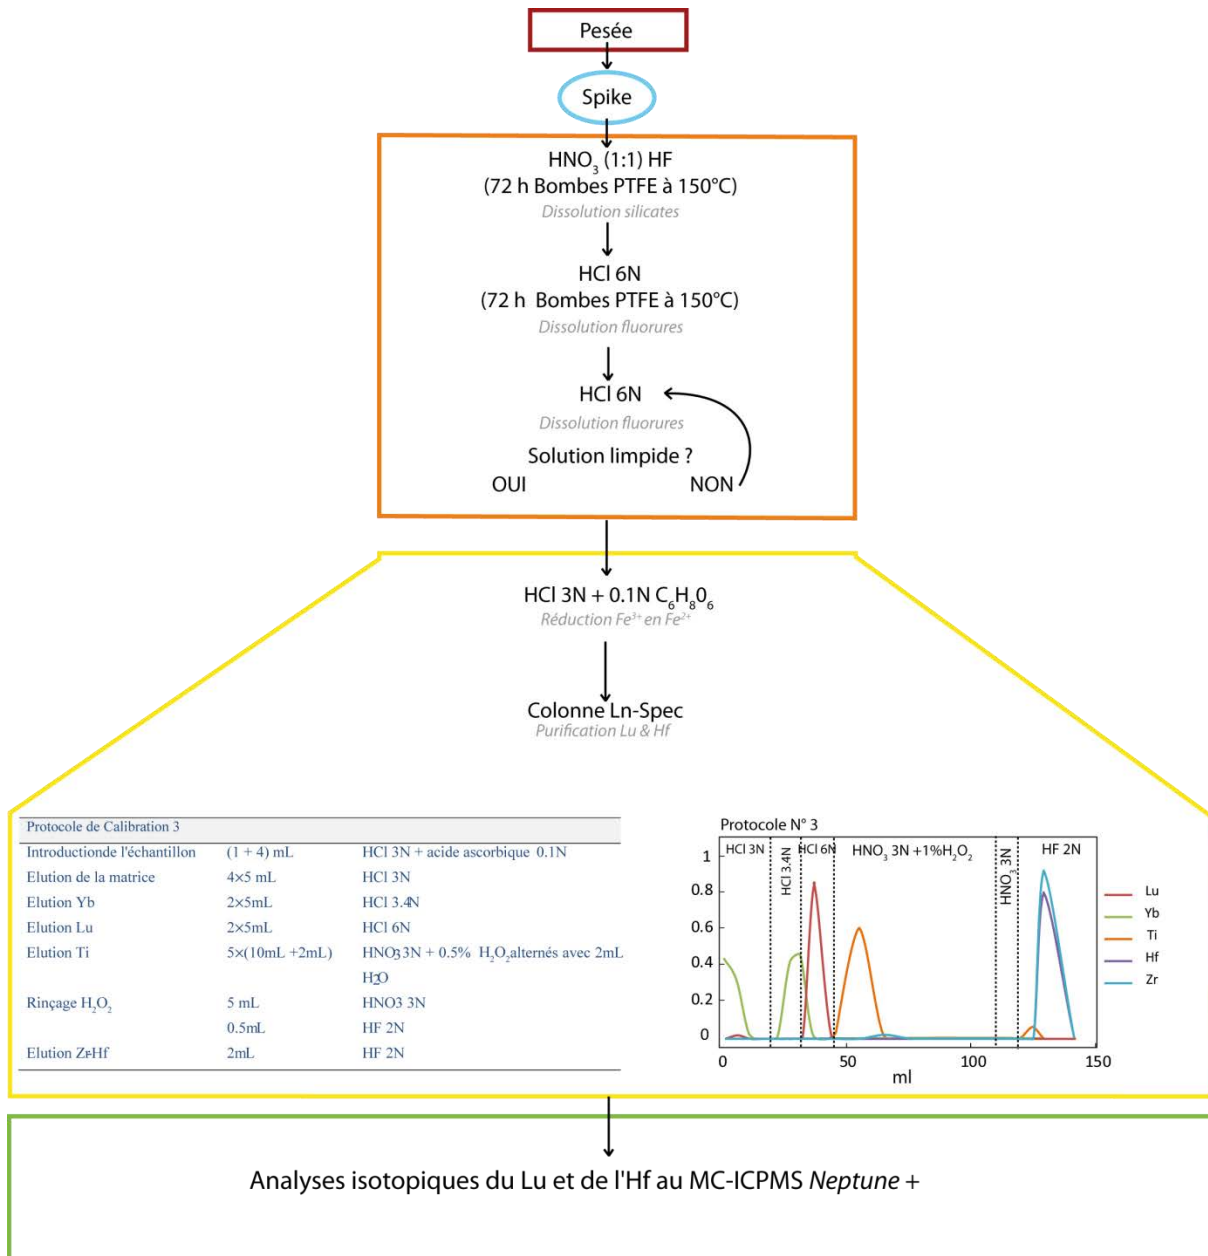 Pesée
Spike
HNO3 (1:1) HF
(72 h Bombes PTFE à 150°C)
Dissolution silicates
HCl 6N
(72 h Bombes PTFE à 150°C)
Dissolution fluorures
HCl 6N
Dissolution fluorures
Solution limpide ?
OUI NON
HCl 3N + 0.1N C6H806
Réduction Fe3+ en Fe2+
Colonne Ln-Spec
Purification Lu & Hf
Protocole de Calibration 3
Introductionde l'échantillon (1 + 4) mL HCl 3N + acide ascorbique 0.1N
Elution de la matrice 4×5 mL HCl 3N
Elution Yb 2×5mL HCl 3.4N
Elution Lu 2×5mL HCl 6N
Elution Ti 5×(10mL +2mL) HNO33N + 0.5% H2O2alternés avec 2mL
H2O
Rinçage H2O2 5 mL HNO3 3N
0.5mL HF 2N
Elution Zr-Hf 2mL HF 2N
Protocole N° 3
HCl 3N
HCl 3.4N
HCl 6N
HNO3 3N +1%H2O2
HNO3 3N
HF 2N
1
0.8
0.6
0.4
0.2
0
0 50 100 150
ml
Lu
Yb
Ti
Hf
Zr
Analyses isotopiques du Lu et de l'Hf au MC-ICPMS Neptune +